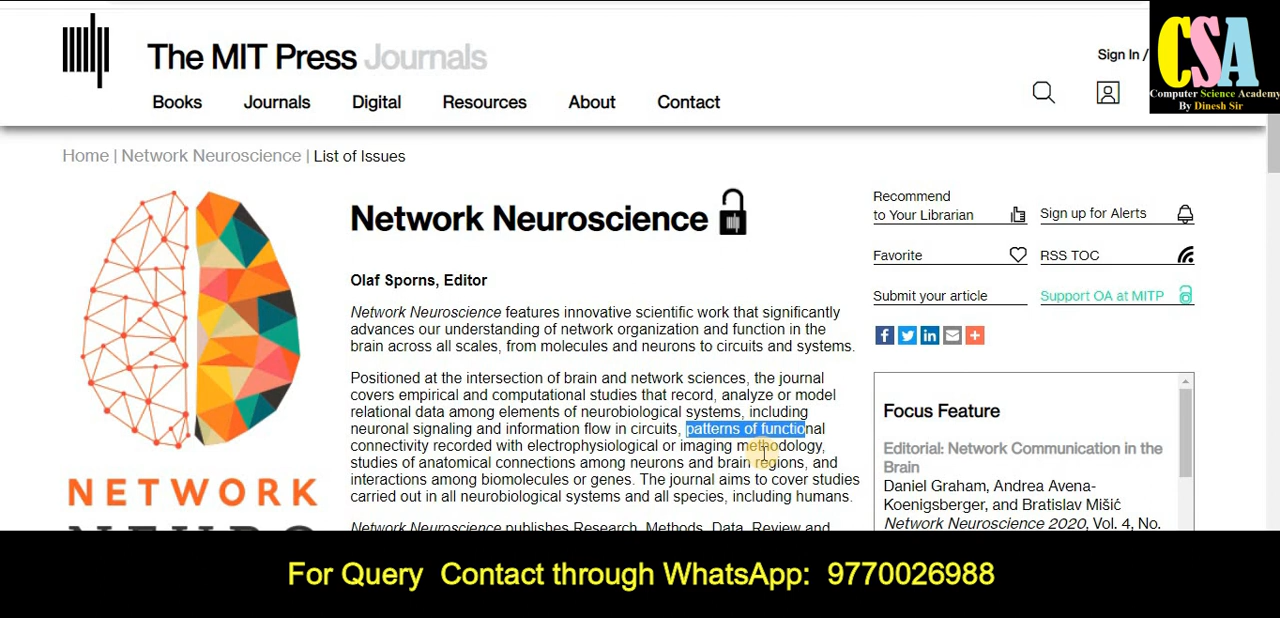 The MIT Press Journals
Sign In /
CSA
Computer Science Academy
By Dinesh Sir
Books Journals Digital Resources About Contact
Home | Network Neuroscience | List of Issues
Network Neuroscience
Olaf Sporns, Editor
Network Neuroscience features innovative scientific work that significantly
advances our understanding of network organization and function in the
brain across all scales, from molecules and neurons to circuits and systems.
Positioned at the intersection of brain and network sciences, the journal
covers empirical and computational studies that record, analyze or model
relational data among elements of neurobiological systems, including
neuronal signaling and information flow in circuits, patterns of functional
connectivity recorded with electrophysiological or imaging methodology,
studies of anatomical connections among neurons and brain regions, and
interactions among biomolecules or genes. The journal aims to cover studies
carried out in all neurobiological systems and all species, including humans.
Network Neuroscience publishes Research, Methods, Data, Review and
NETWORK
NEURO
Recommend
to Your Librarian
Sign up for Alerts
Favorite
RSS TOC
Submit your article
Support OA at MITP
Focus Feature
Editorial: Network Communication in the
Brain
Daniel Graham, Andrea Avena-
Koenigsberger, and Bratislav Mišić
Network Neuroscience 2020, Vol. 4, No.
For Query Contact through WhatsApp: 9770026988